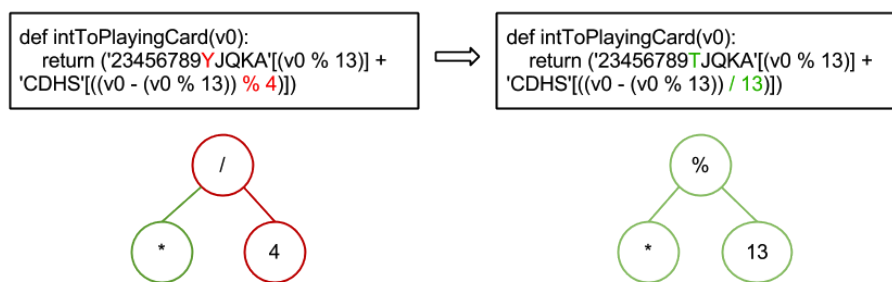 def intToPlayingCard(v0):
return ('23456789YJQKA'[(v0 % 13)] +
'CDHS'[((v0 - (v0 % 13)) % 4)])
def intToPlayingCard(v0):
return ('23456789TJQKA'[(v0 % 13)] +
'CDHS'[((v0 - (v0 % 13)) / 13)])
/
*
4
%
*
13